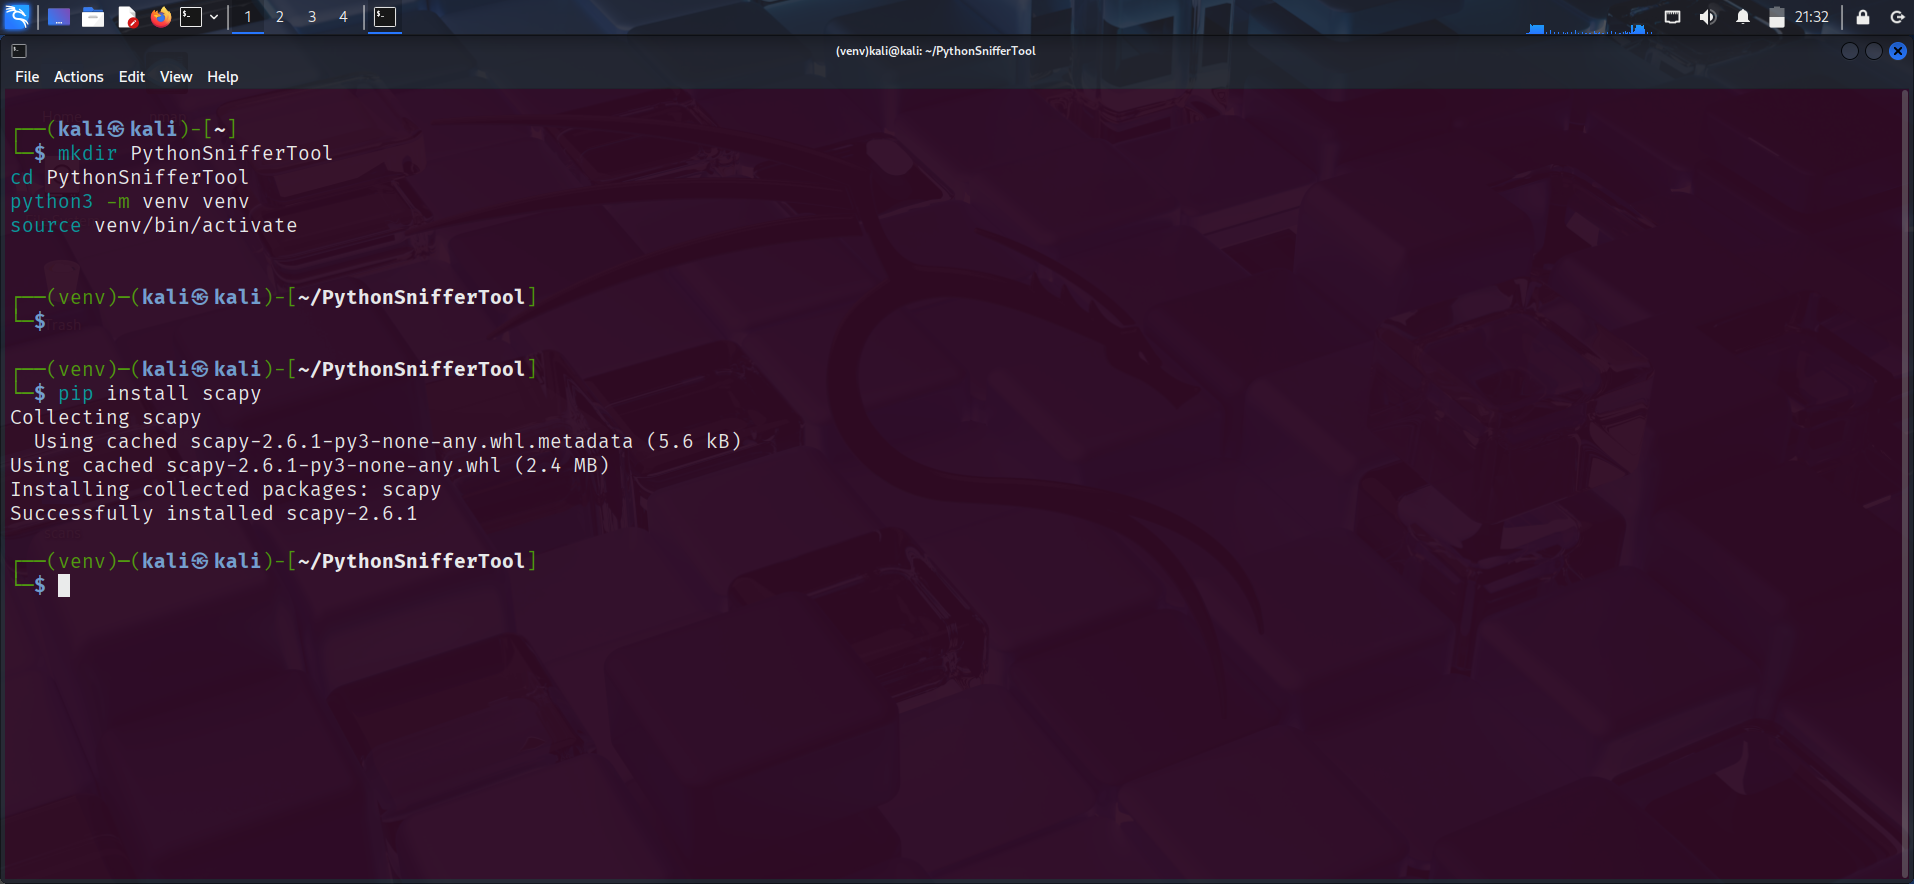 1 2 3 4 21:32
(venv)kali@kali: ~/PythonSnifferTool
File Actions Edit View Help
┌──(kali㉿kali)-[~]
└─$ mkdir PythonSnifferTool
cd PythonSnifferTool
python3 -m venv venv
source venv/bin/activate
┌──(venv)─(kali㉿kali)-[~/PythonSnifferTool]
└─$
Trash
┌──(venv)─(kali㉿kali)-[~/PythonSnifferTool]
└─$ pip install scapy
Collecting scapy
  Using cached scapy-2.6.1-py3-none-any.whl.metadata (5.6 kB)
Using cached scapy-2.6.1-py3-none-any.whl (2.4 MB)
Installing collected packages: scapy
Successfully installed scapy-2.6.1
┌──(venv)─(kali㉿kali)-[~/PythonSnifferTool]
└─$